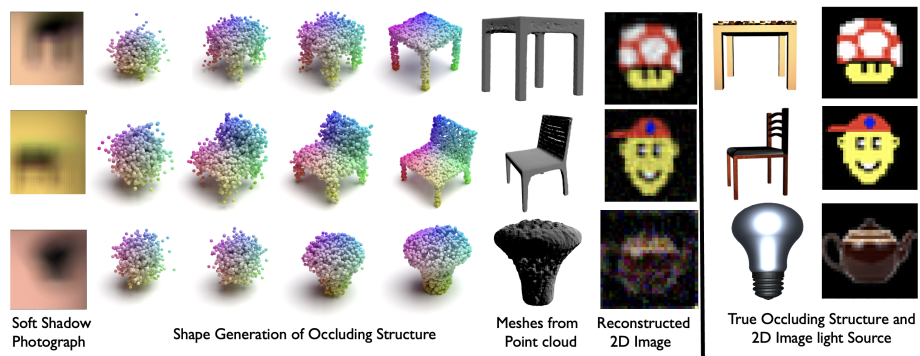 Soft Shadow
Photograph
Shape Generation of Occluding Structure
Meshes from
Point cloud
Reconstructed
2D Image
True Occluding Structure and
2D Image light Source